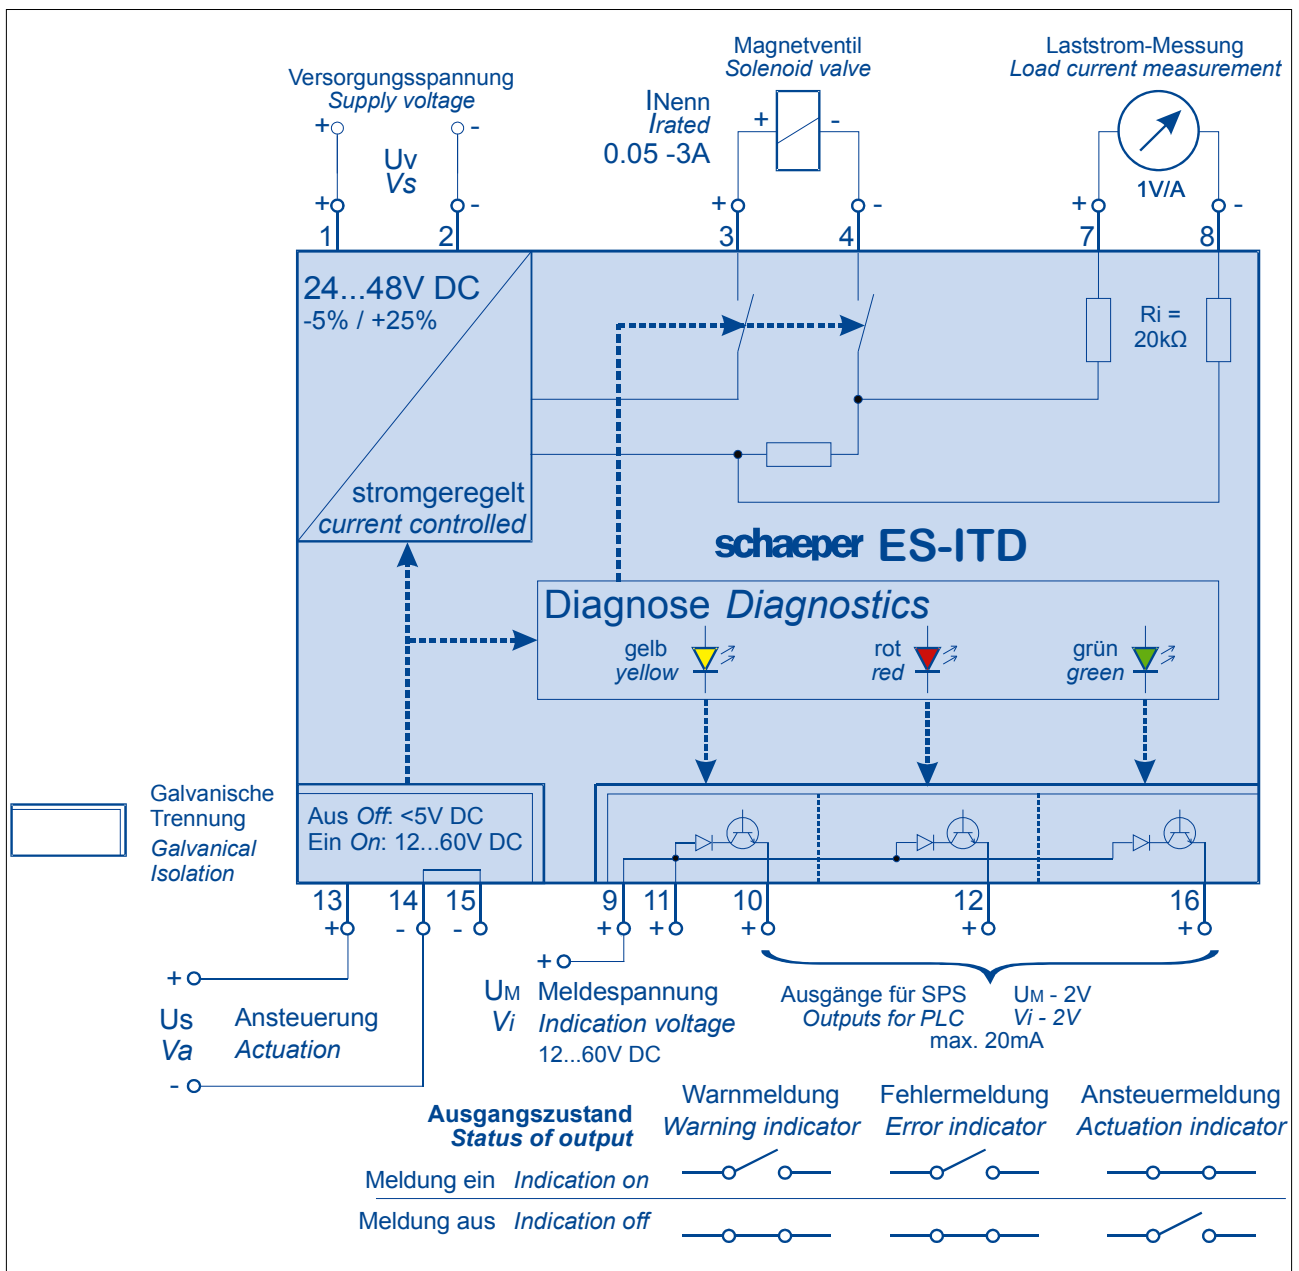 Versorgungsspannung
Supply voltage
+ -
Uv
Vs
+ -
1 2
Magnetventil
Solenoid valve
INenn
Irated
0.05 -3A
+ -
+ -
3 4
Laststrom-Messung
Load current measurement
1V/A
+ -
7 8
24...48V DC
-5% / +25%
Ri =
20kΩ
stromgeregelt
current controlled
schaeper ES-ITD
Diagnose Diagnostics
gelb
yellow
rot
red
grün
green
Galvanische
Trennung
Galvanical
Isolation
Aus Off: <5V DC
Ein On: 12...60V DC
13 14 15 9 11 10 12 16
+ - - + + + + +
+
Us
Va
Ansteuerung
Actuation
-
+
UM Meldespannung
Vi Indication voltage
12...60V DC
Ausgänge für SPS UM - 2V
Outputs for PLC Vi - 2V
max. 20mA
Ausgangszustand
Status of output
Warnmeldung
Warning indicator
Fehlermeldung
Error indicator
Ansteuermeldung
Actuation indicator
Meldung ein Indication on
Meldung aus Indication off